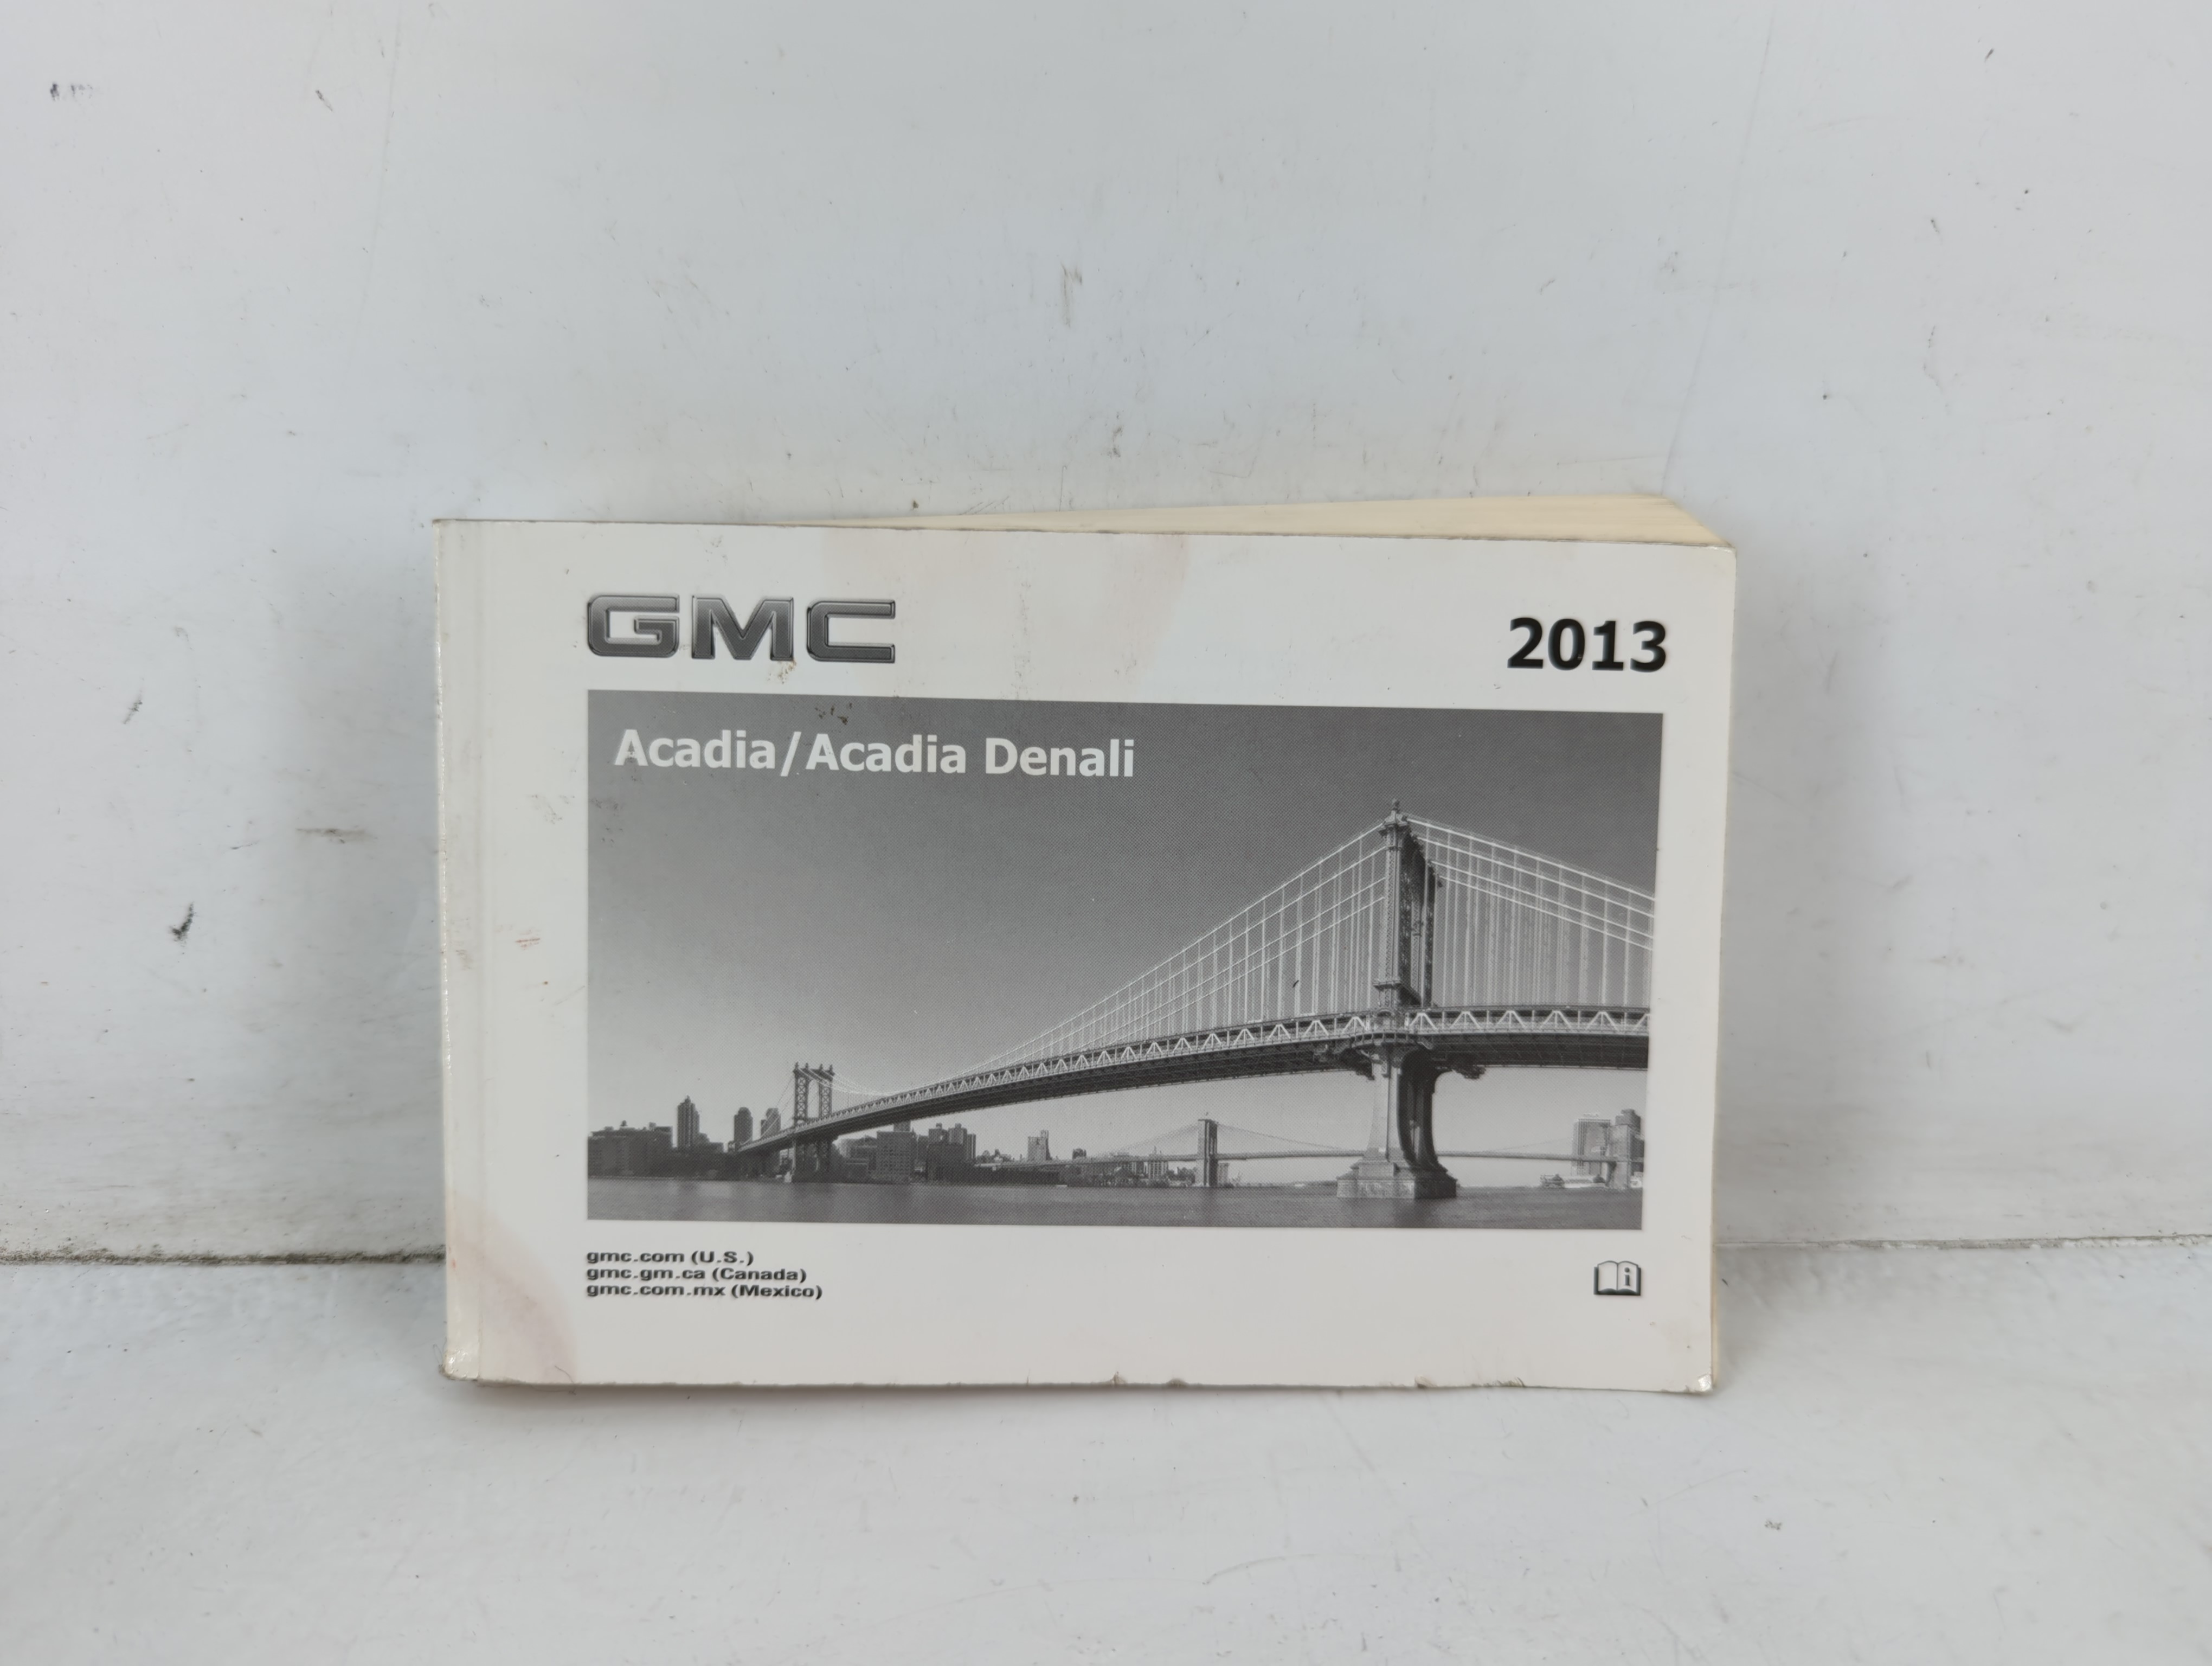 GMC
2013
Acadia/Acadia Denali
gmc.com (U.S.)
gmc.gm.ca (Canada)
gmc.com.mx (Mexico)
i